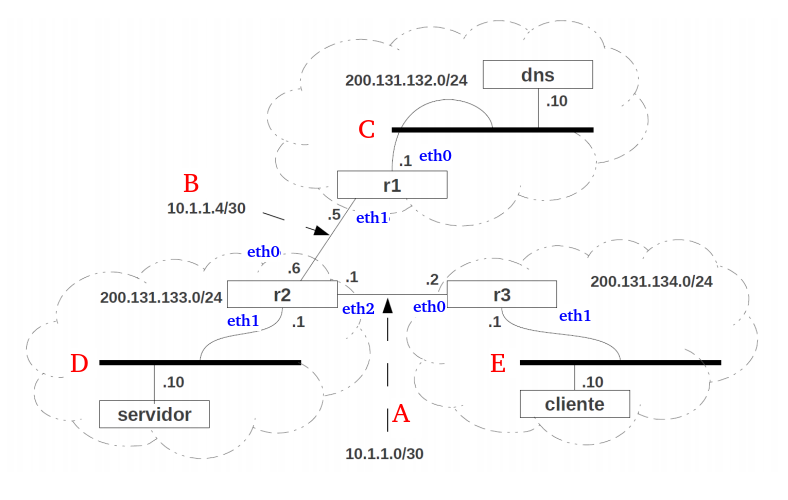 dns
200.131.132.0/24
.10
C
.1 eth0
r1
B
10.1.1.4/30
.5 eth1
eth0
.6
.1
.2
200.131.134.0/24
200.131.133.0/24
r2
r3
eth2
eth0
eth1
.1
.1
eth1
D
E
.10
.10
servidor
cliente
A
10.1.1.0/30